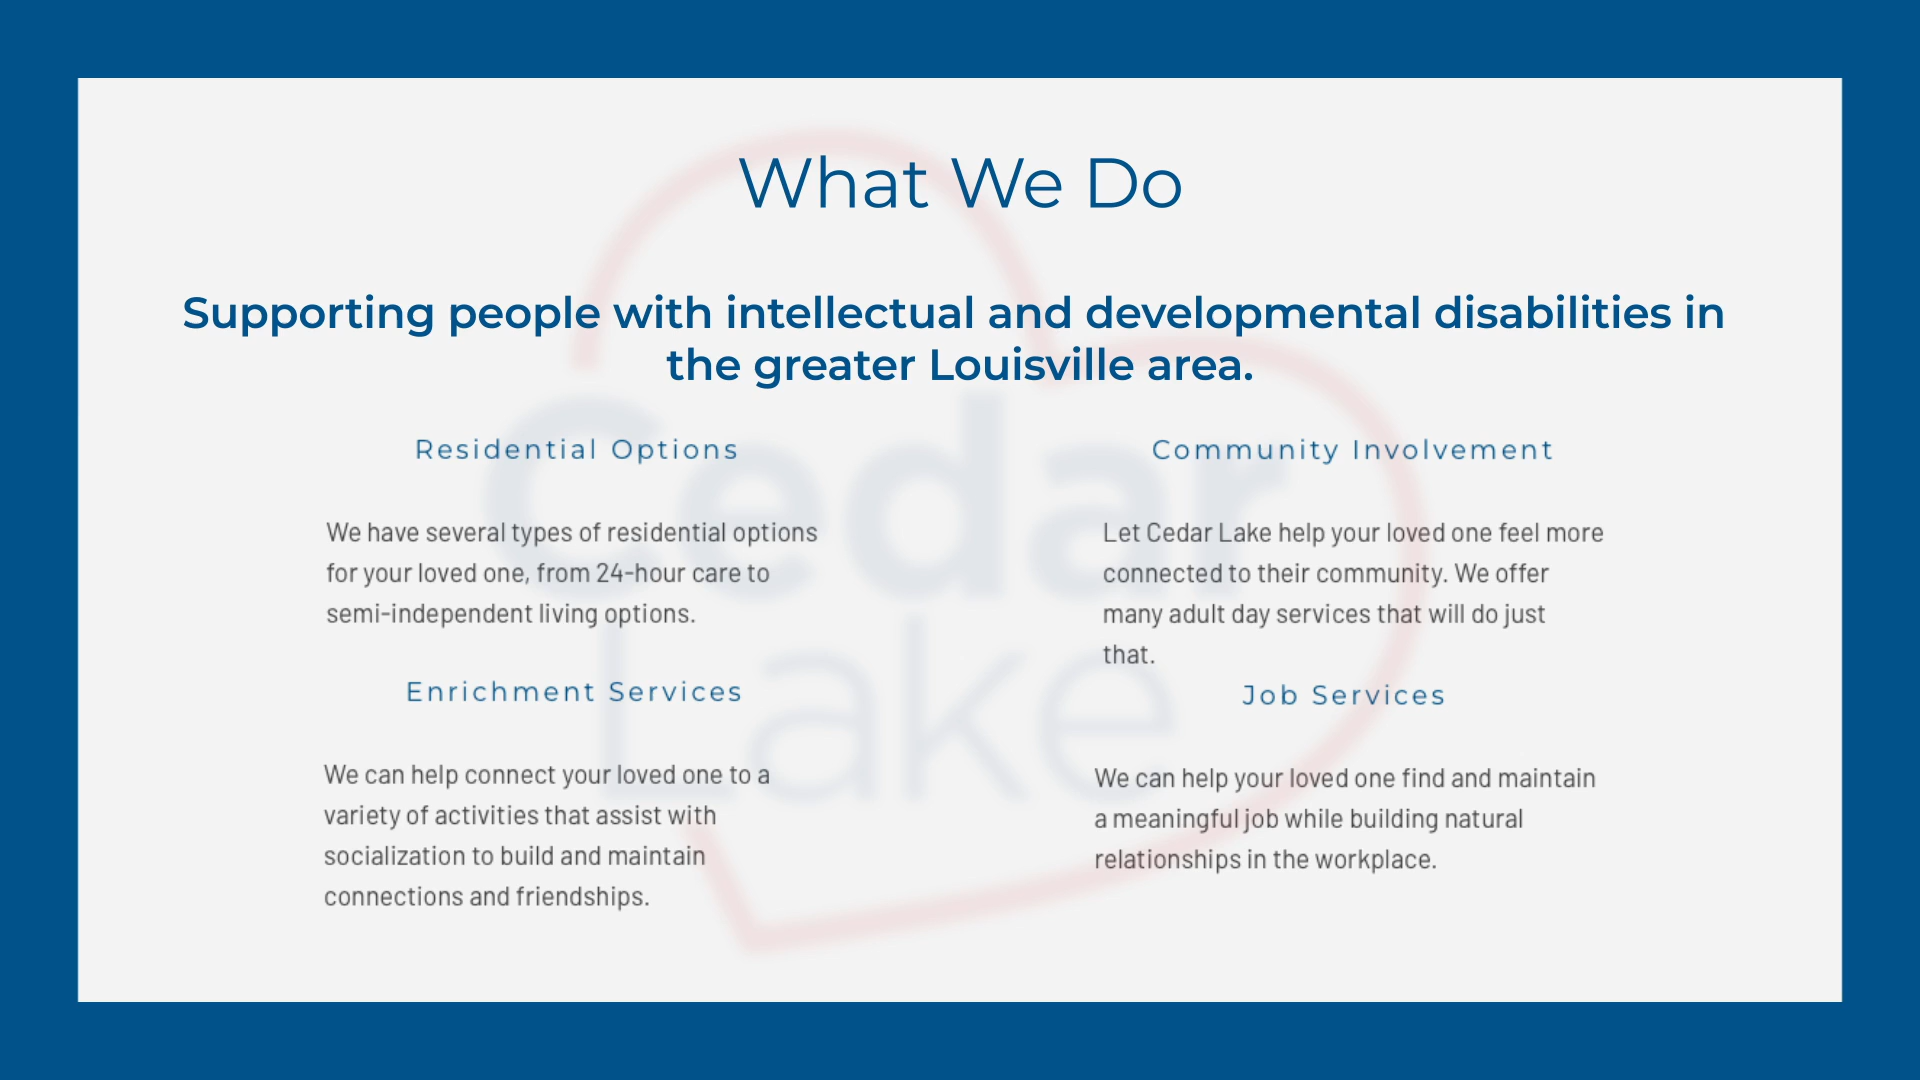 What We Do
Supporting people with intellectual and developmental disabilities in
the greater Louisville area.
Residential Options
We have several types of residential options
for your loved one, from 24-hour care to
semi-independent living options.
Community Involvement
Let Cedar Lake help your loved one feel more
connected to their community. We offer
many adult day services that will do just
that.
Enrichment Services
We can help connect your loved one to a
variety of activities that assist with
socialization to build and maintain
connections and friendships.
Job Services
We can help your loved one find and maintain
a meaningful job while building natural
relationships in the workplace.
Cedar
Lake